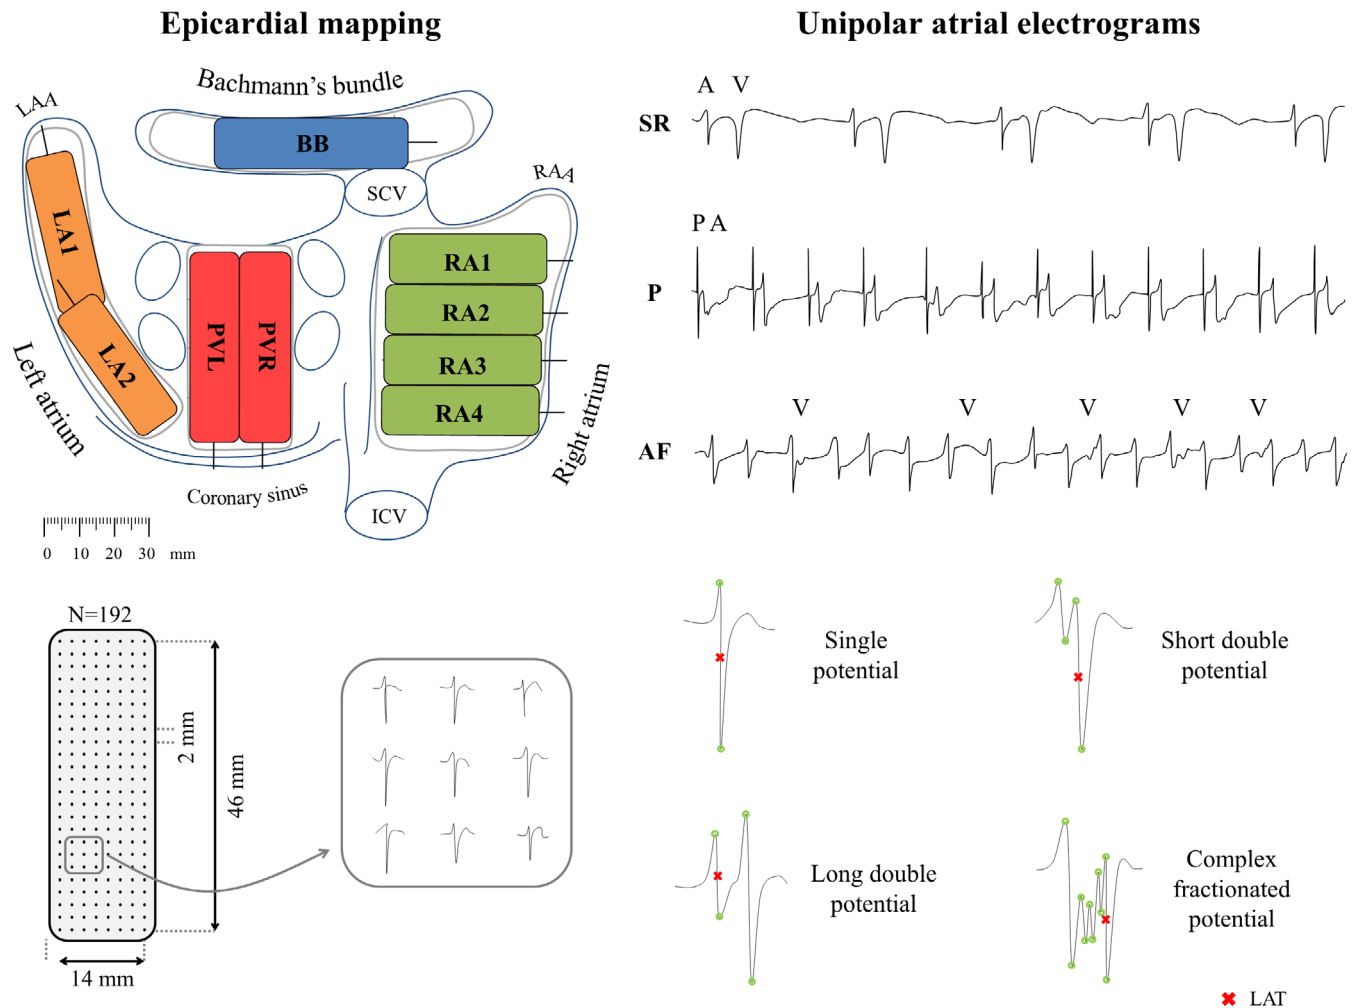 Epicardial mapping
Bachmann's bundle
LAA
BB
SCV
RAA
LA1
LA2
PVL
PVR
RA1
RA2
RA3
RA4
Left atrium
Right atrium
Coronary sinus
ICV
0 10 20 30 mm
N=192
2 mm
46 mm
14 mm
Unipolar atrial electrograms
A V
SR
P A
P
V V V V V
AF
Single
potential
Short double
potential
Long double
potential
Complex
fractionated
potential
LAT